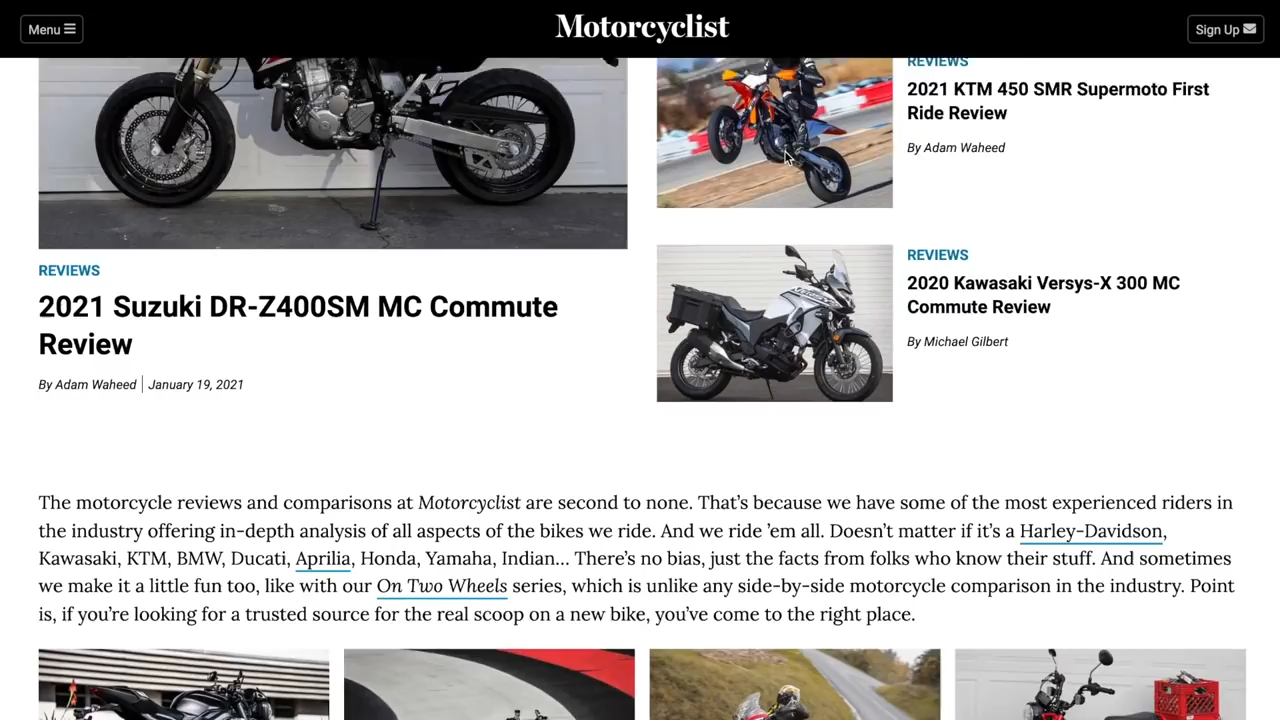 Menu
Motorcyclist
Sign Up
REVIEWS
2021 Suzuki DR-Z400SM MC Commute
Review
By Adam Waheed | January 19, 2021
REVIEWS
2021 KTM 450 SMR Supermoto First
Ride Review
By Adam Waheed
REVIEWS
2020 Kawasaki Versys-X 300 MC
Commute Review
By Michael Gilbert
The motorcycle reviews and comparisons at Motorcyclist are second to none. That’s because we have some of the most experienced riders in
the industry offering in-depth analysis of all aspects of the bikes we ride. And we ride ’em all. Doesn’t matter if it’s a Harley-Davidson,
Kawasaki, KTM, BMW, Ducati, Aprilia, Honda, Yamaha, Indian... There’s no bias, just the facts from folks who know their stuff. And sometimes
we make it a little fun too, like with our On Two Wheels series, which is unlike any side-by-side motorcycle comparison in the industry. Point
is, if you’re looking for a trusted source for the real scoop on a new bike, you’ve come to the right place.